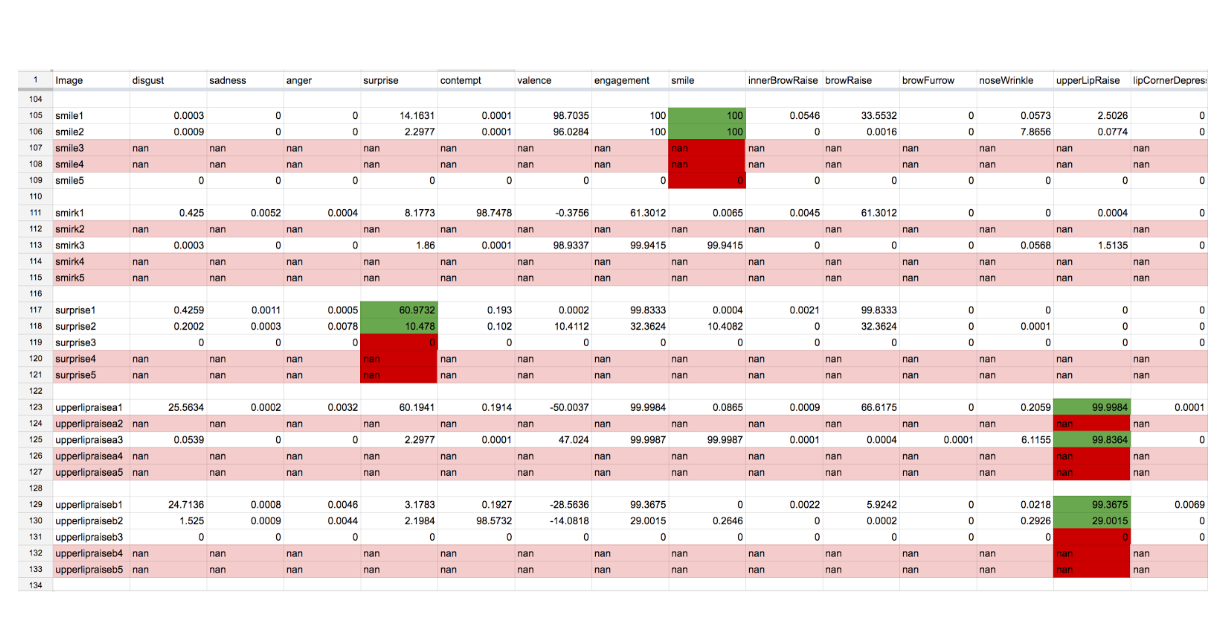 1 Image disgust sadness anger surprise contempt valence engagement smile innerBrowRaise browRaise browFurrow noseWrinkle upperLipRaise lipCornerDepres
104
105 smile1 0.0003 0 0 14.1631 0.0001 98.7035 100 100 0.0546 33.5532 0 0.0573 2.5026 0
106 smile2 0.0009 0 0 2.2977 0.0001 96.0284 100 100 0 0.0016 0 7.8656 0.0774 0
107 smile3 nan nan nan nan nan nan nan nan nan nan nan nan nan nan
108 smile4 nan nan nan nan nan nan nan nan nan nan nan nan nan nan
109 smile5 0 0 0 0 0 0 0 0 0 0 0 0 0 0
110
111 smirk1 0.425 0.0052 0.0004 8.1773 98.7478 -0.3756 61.3012 0.0065 0.0045 61.3012 0 0 0.0004 0
112 smirk2 nan nan nan nan nan nan nan nan nan nan nan nan nan nan
113 smirk3 0.0003 0 0 1.86 0.0001 98.9337 99.9415 99.9415 0 0 0 0.0568 1.5135 0
114 smirk4 nan nan nan nan nan nan nan nan nan nan nan nan nan nan
115 smirk5 nan nan nan nan nan nan nan nan nan nan nan nan nan nan
116
117 surprise1 0.4259 0.0011 0.0005 60.9732 0.193 0.0002 99.8333 0.0004 0.0021 99.8333 0 0 0 0
118 surprise2 0.2002 0.0003 0.0078 10.478 0.102 10.4112 32.3624 10.4082 0 32.3624 0 0.0001 0 0
119 surprise3 0 0 0 0 0 0 0 0 0 0 0 0 0 0
120 surprise4 nan nan nan nan nan nan nan nan nan nan nan nan nan nan
121 surprise5 nan nan nan nan nan nan nan nan nan nan nan nan nan nan
122
123 upperlipraisea1 25.5634 0.0002 0.0032 60.1941 0.1914 -50.0037 99.9984 0.0865 0.0009 66.6175 0 0.2059 99.9984 0.0001
124 upperlipraisea2 nan nan nan nan nan nan nan nan nan nan nan nan nan nan
125 upperlipraisea3 0.0539 0 0 2.2977 0.0001 47.024 99.9987 99.9987 0.0001 0.0004 0.0001 6.1155 99.8364 0
126 upperlipraisea4 nan nan nan nan nan nan nan nan nan nan nan nan nan nan
127 upperlipraisea5 nan nan nan nan nan nan nan nan nan nan nan nan nan nan
128
129 upperlipraiseb1 24.7136 0.0008 0.0046 3.1783 0.1927 -28.5636 99.3675 0 0.0022 5.9242 0 0.0218 99.3675 0.0069
130 upperlipraiseb2 1.525 0.0009 0.0044 2.1984 98.5732 -14.0818 29.0015 0.2646 0 0.0002 0 0.2926 29.0015 0
131 upperlipraiseb3 0 0 0 0 0 0 0 0 0 0 0 0 0 0
132 upperlipraiseb4 nan nan nan nan nan nan nan nan nan nan nan nan nan nan
133 upperlipraiseb5 nan nan nan nan nan nan nan nan nan nan nan nan nan nan
134